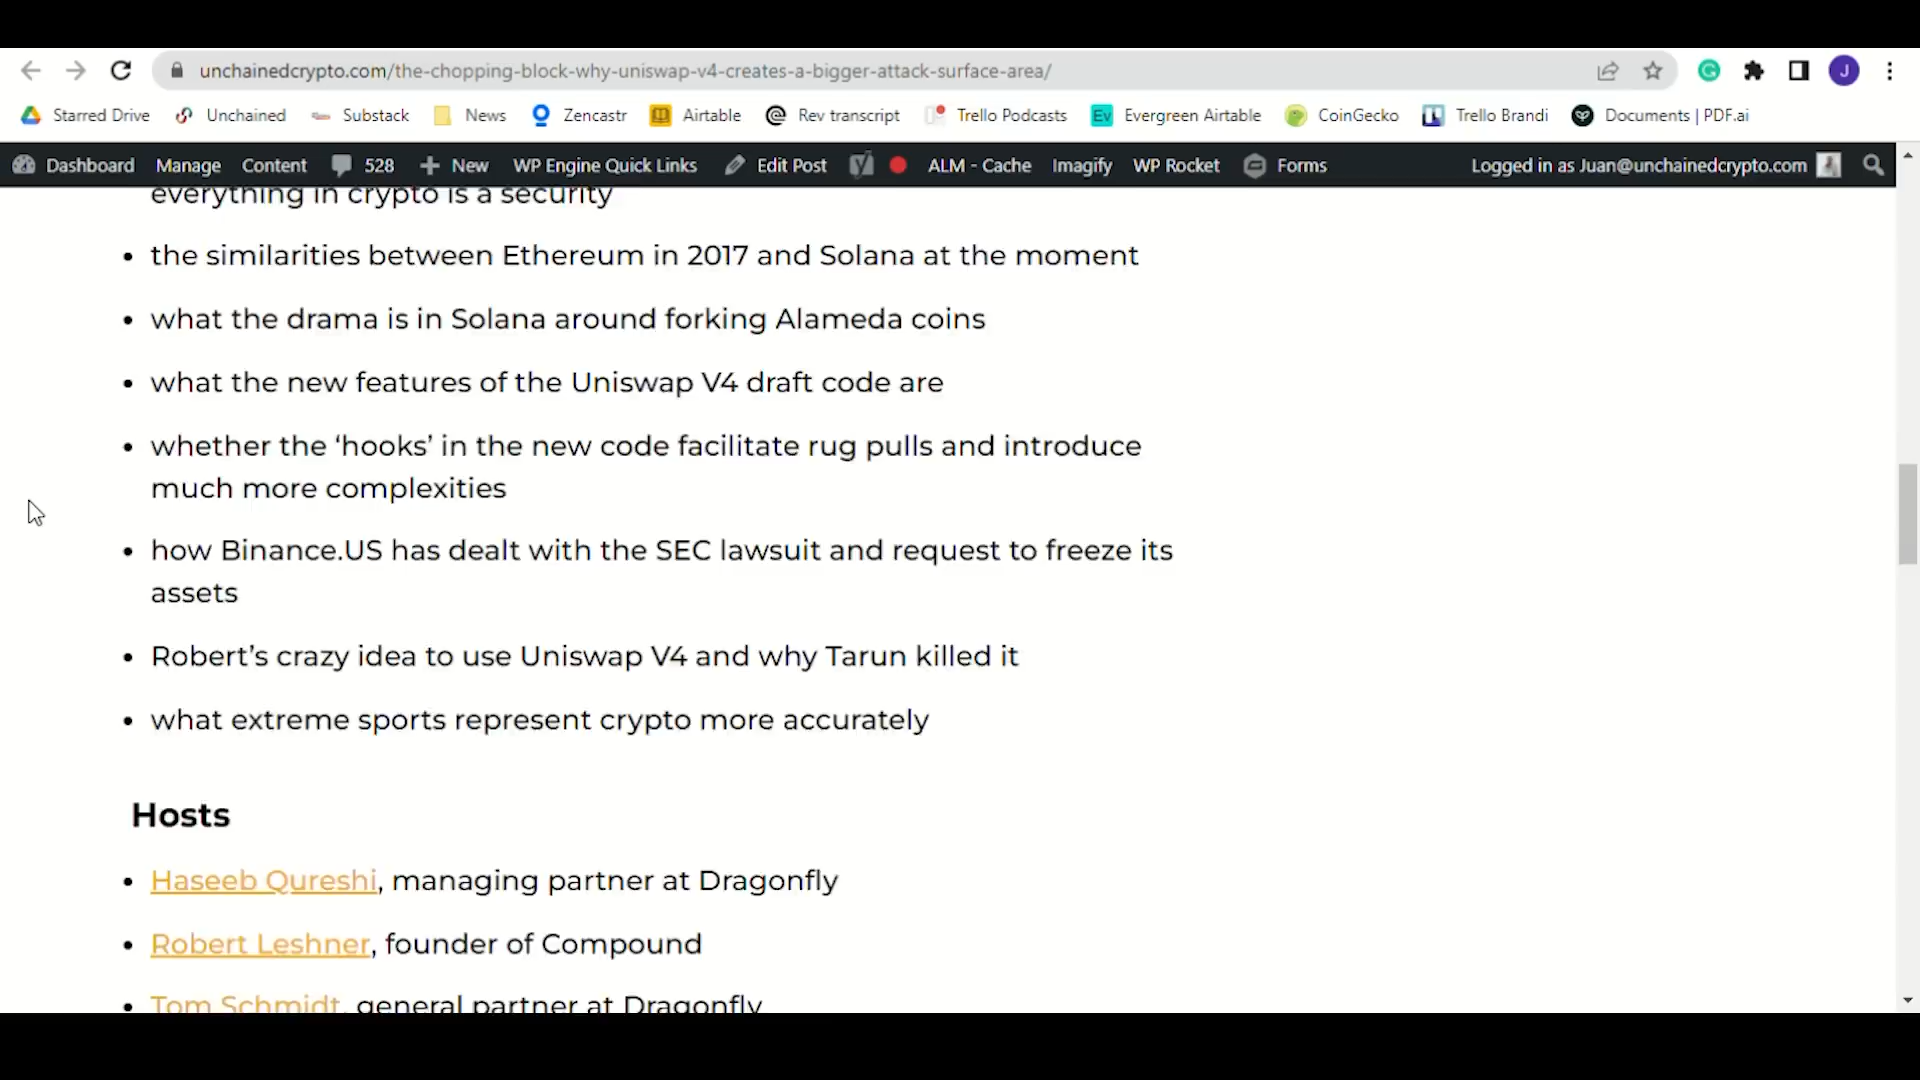 unchainedcrypto.com/the-chopping-block-why-uniswap-v4-creates-a-bigger-attack-surface-area/
J
Starred Drive Unchained Substack News Zencastr Airtable Rev transcript Trello Podcasts Ev Evergreen Airtable CoinGecko Trello Brandi Documents | PDF.ai
Dashboard Manage Content 528 New WP Engine Quick Links Edit Post ALM - Cache Imagify WP Rocket Forms Logged in as Juan@unchainedcrypto.com
everything in crypto is a security
• the similarities between Ethereum in 2017 and Solana at the moment
• what the drama is in Solana around forking Alameda coins
• what the new features of the Uniswap V4 draft code are
• whether the ‘hooks’ in the new code facilitate rug pulls and introduce
much more complexities
• how Binance.US has dealt with the SEC lawsuit and request to freeze its
assets
• Robert’s crazy idea to use Uniswap V4 and why Tarun killed it
• what extreme sports represent crypto more accurately
Hosts
• Haseeb Qureshi, managing partner at Dragonfly
• Robert Leshner, founder of Compound
• Tom Schmidt, general partner at Dragonfly